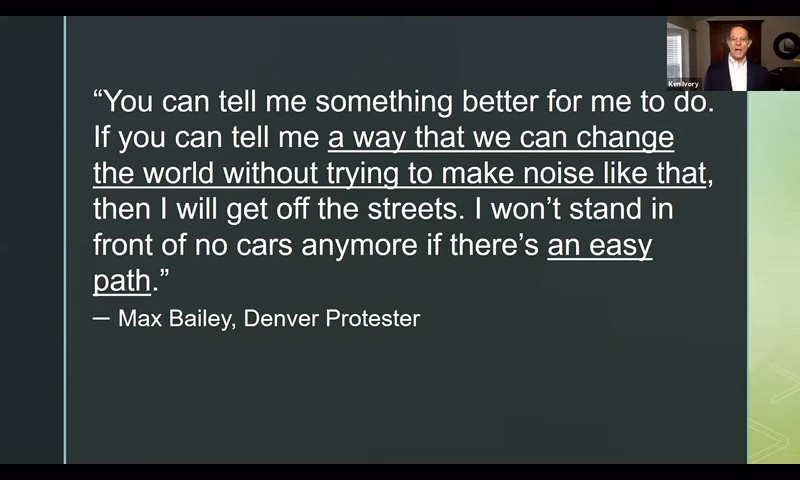 Ken Ivory
“You can tell me something better for me to do.
If you can tell me a way that we can change
the world without trying to make noise like that,
then I will get off the streets. I won’t stand in
front of no cars anymore if there’s an easy
path.”
— Max Bailey, Denver Protester